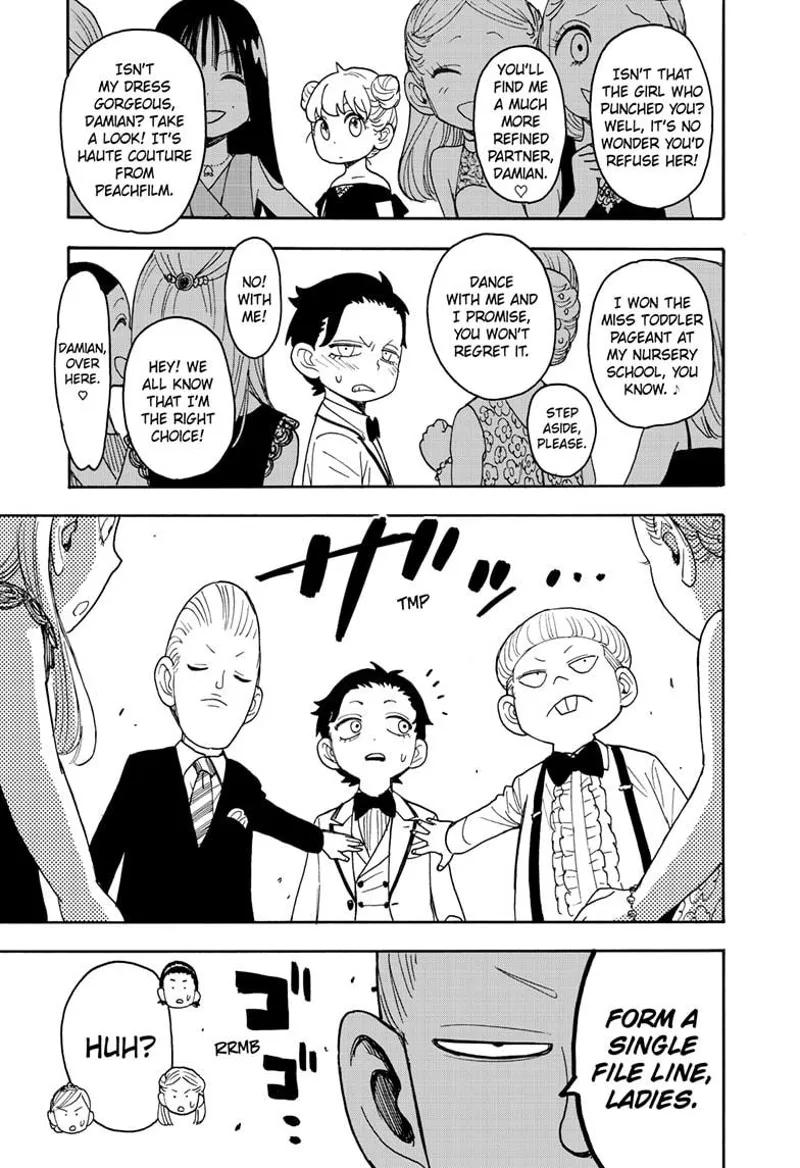 ISN'T THAT
THE GIRL WHO
PUNCHED YOU?
WELL, IT'S NO
WONDER YOU'D
REFUSE HER!
YOU'LL
FIND ME
A MUCH
MORE
REFINED
PARTNER,
DAMIAN.
♡
ISN'T
MY DRESS
GORGEOUS,
DAMIAN? TAKE
A LOOK! IT'S
HAUTE COUTURE
FROM
PEACHFILM.
I WON THE
MISS TODDLER
PAGEANT AT
MY NURSERY
SCHOOL, YOU
KNOW. ♪
DANCE
WITH ME AND
I PROMISE,
YOU WON'T
REGRET IT.
STEP
ASIDE,
PLEASE.
NO!
WITH
ME!
HEY! WE
ALL KNOW
THAT I'M
THE RIGHT
CHOICE!
DAMIAN,
OVER
HERE.
♡
ザッ...
TMP
FORM A
SINGLE
FILE LINE,
LADIES.
ゴゴゴ
RRMB
HUH?